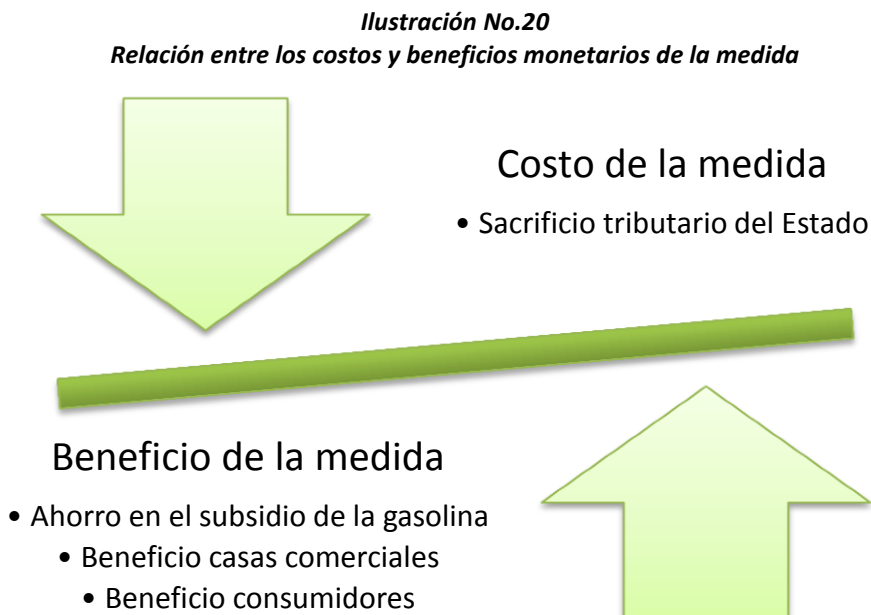 Ilustración No.20
Relación entre los costos y beneficios monetarios de la medida
Costo de la medida
• Sacrificio tributario del Estado
Beneficio de la medida
• Ahorro en el subsidio de la gasolina
• Beneficio casas comerciales
• Beneficio consumidores